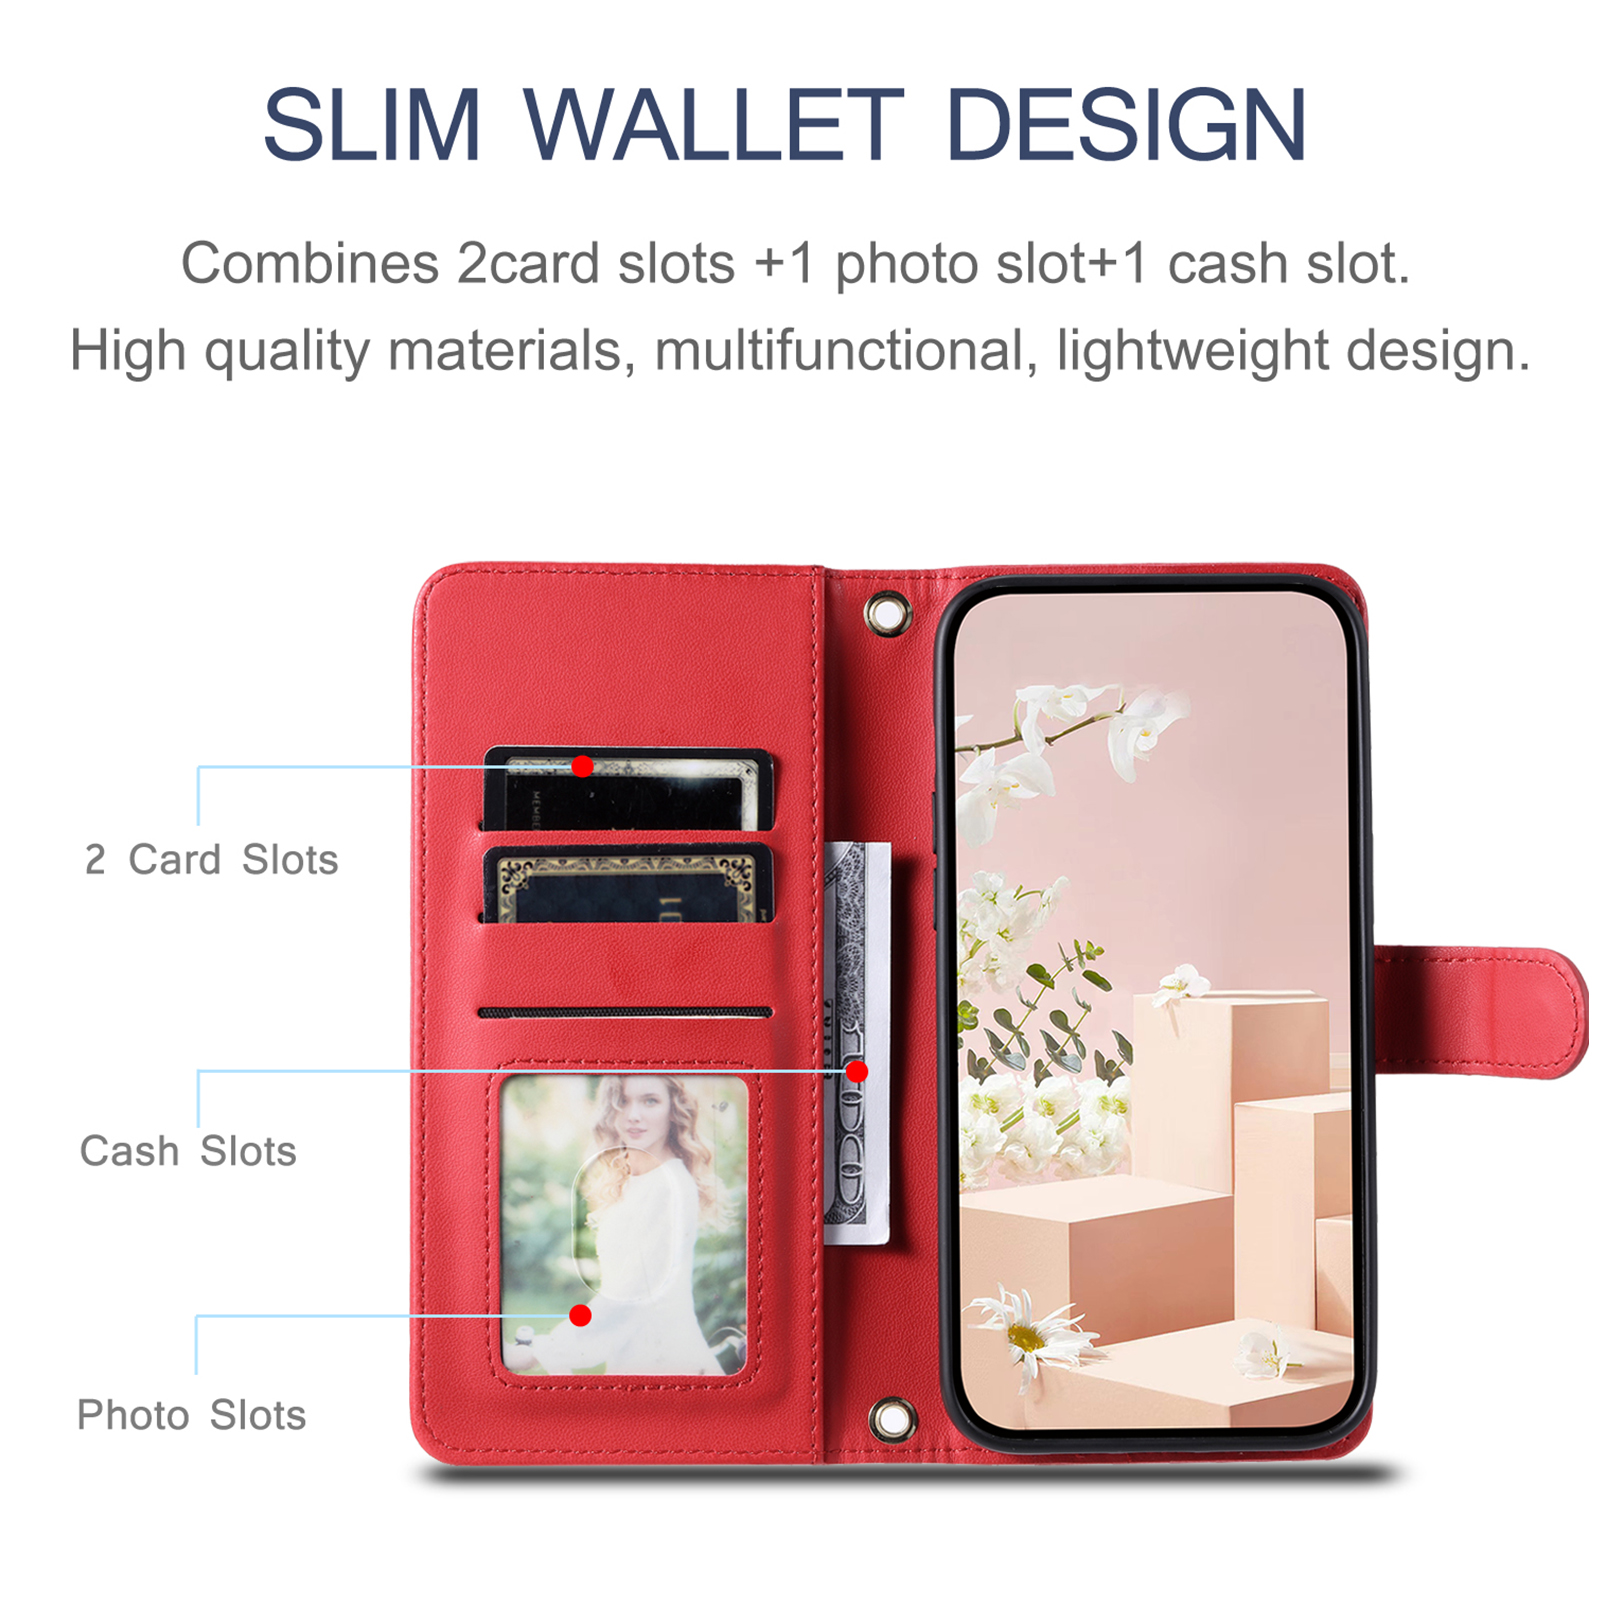 SLIM WALLET DESIGN
Combines 2card slots +1 photo slot+1 cash slot.
High quality materials, multifunctional, lightweight design.
2 Card Slots
Cash Slots
Photo Slots